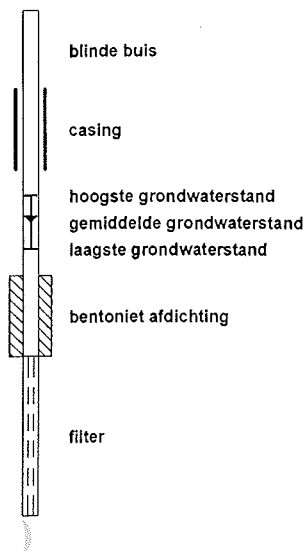 blinde buis
casing
hoogste grondwaterstand
gemiddelde grondwaterstand
laagste grondwaterstand
bentoniet afdichting
filter